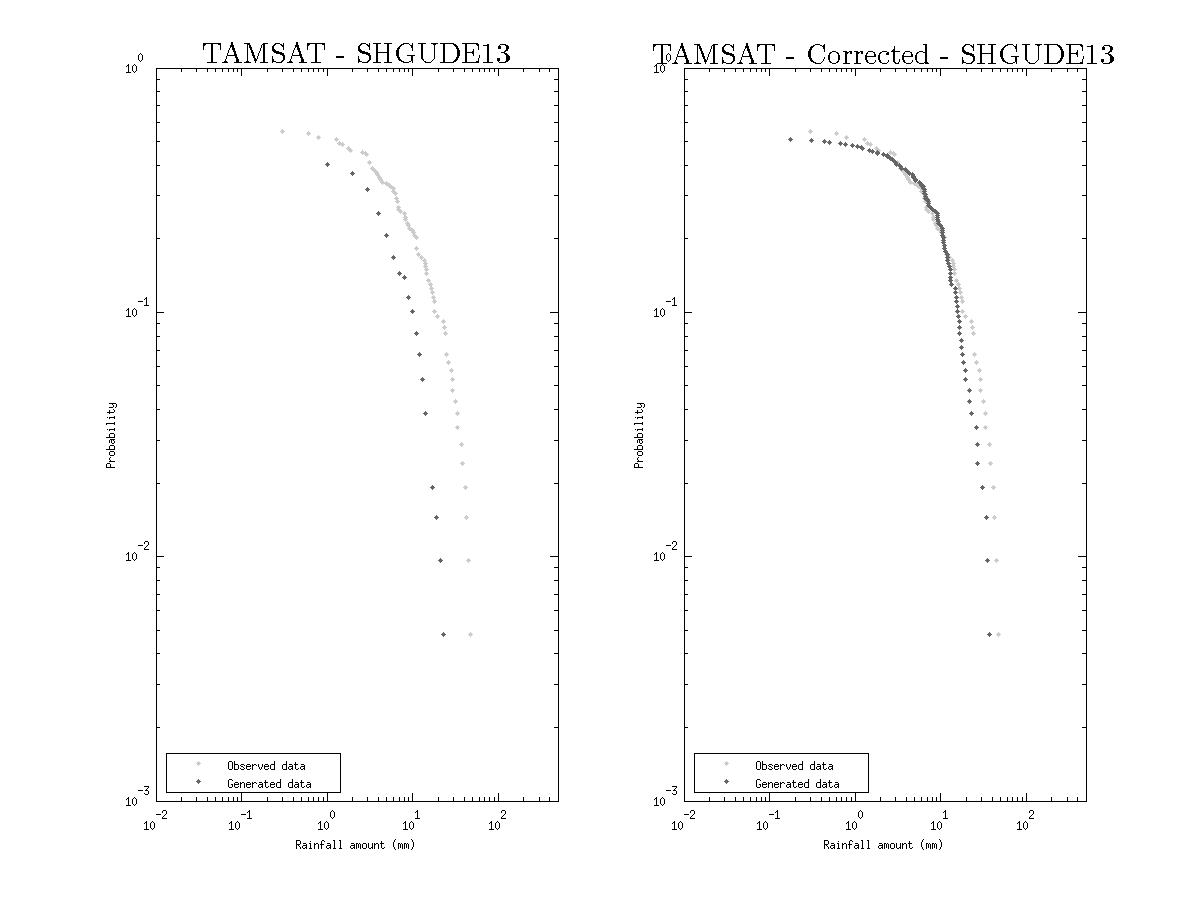 TAMSAT - SHGUDE13
10^0
10^-1
10^-2
10^-3
Probability
Observed data
Generated data
10^-2 10^-1 10^0 10^1 10^2
Rainfall amount (mm)
TAMSAT - Corrected - SHGUDE13
10^0
10^-1
10^-2
10^-3
Probability
Observed data
Generated data
10^-2 10^-1 10^0 10^1 10^2
Rainfall amount (mm)